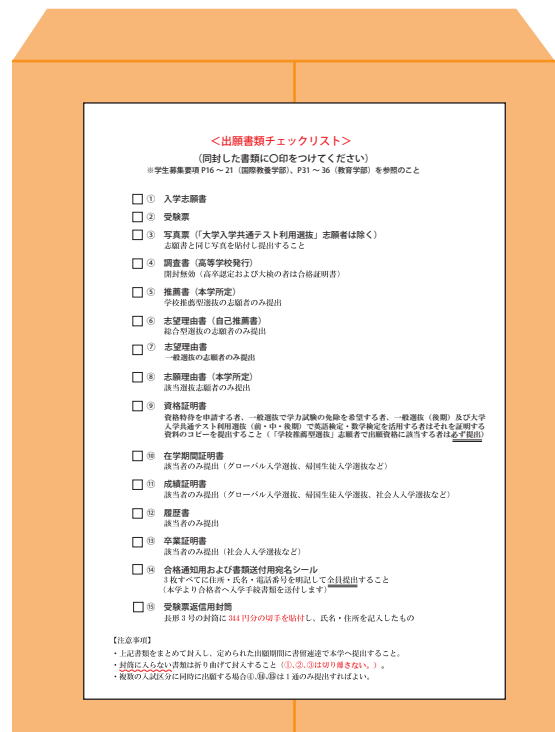 ＜出願書類チェックリスト＞
（同封した書類に〇印をつけてください）
※学生募集要項 P16 ～ 21（国際教養学部）、P31 ～ 36（教育学部）を参照のこと
□ ① 入学志願書
□ ② 受験票
□ ③ 写真票（「大学入学共通テスト利用選抜」志願者は除く）
志願書と同じ写真を貼付し提出すること
□ ④ 調査書（高等学校発行）
開封無効（高卒認定および大検の者は合格証明書）
□ ⑤ 推薦書（本学所定）
学校推薦型選抜の志願者のみ提出
□ ⑥ 志望理由書（自己推薦書）
総合型選抜の志願者のみ提出
□ ⑦ 志望理由書
一般選抜の志願者のみ提出
□ ⑧ 志願理由書（本学所定）
該当選抜志願者のみ提出
□ ⑨ 資格証明書
資格特待を申請する者、一般選抜で学力試験の免除を希望する者、一般選抜（後期）及び大学
入学共通テスト利用選抜（前・中・後期）で英語検定・数学検定を活用する者はそれを証明する
資料のコピーを提出すること（「学校推薦型選抜」志願者で出願資格に該当する者は必ず提出）
□ ⑩ 在学期間証明書
該当者のみ提出（グローバル入学選抜、帰国生徒入学選抜など）
□ ⑪ 成績証明書
該当者のみ提出（グローバル入学選抜、帰国生徒入学選抜、社会人入学選抜など）
□ ⑫ 履歴書
該当者のみ提出
□ ⑬ 卒業証明書
該当者のみ提出（社会人入学選抜など）
□ ⑭ 合格通知用および書類送付用宛名シール
3 枚すべてに住所・氏名・電話番号を明記して全員提出すること
（本学より合格者へ入学手続書類を送付します）
□ ⑮ 受験票返信用封筒
長形 3 号の封筒に 344 円分の切手を貼付し、氏名・住所を記入したもの
【注意事項】
・上記書類をまとめて封入し、定められた出願期間に書留速達で本学へ提出すること。
・封筒に入らない書類は折り曲げて封入すること（①、②、③は切り離さない。）。
・複数の入試区分に同時に出願する場合④、⑭、⑮は 1 通のみ提出すればよい。